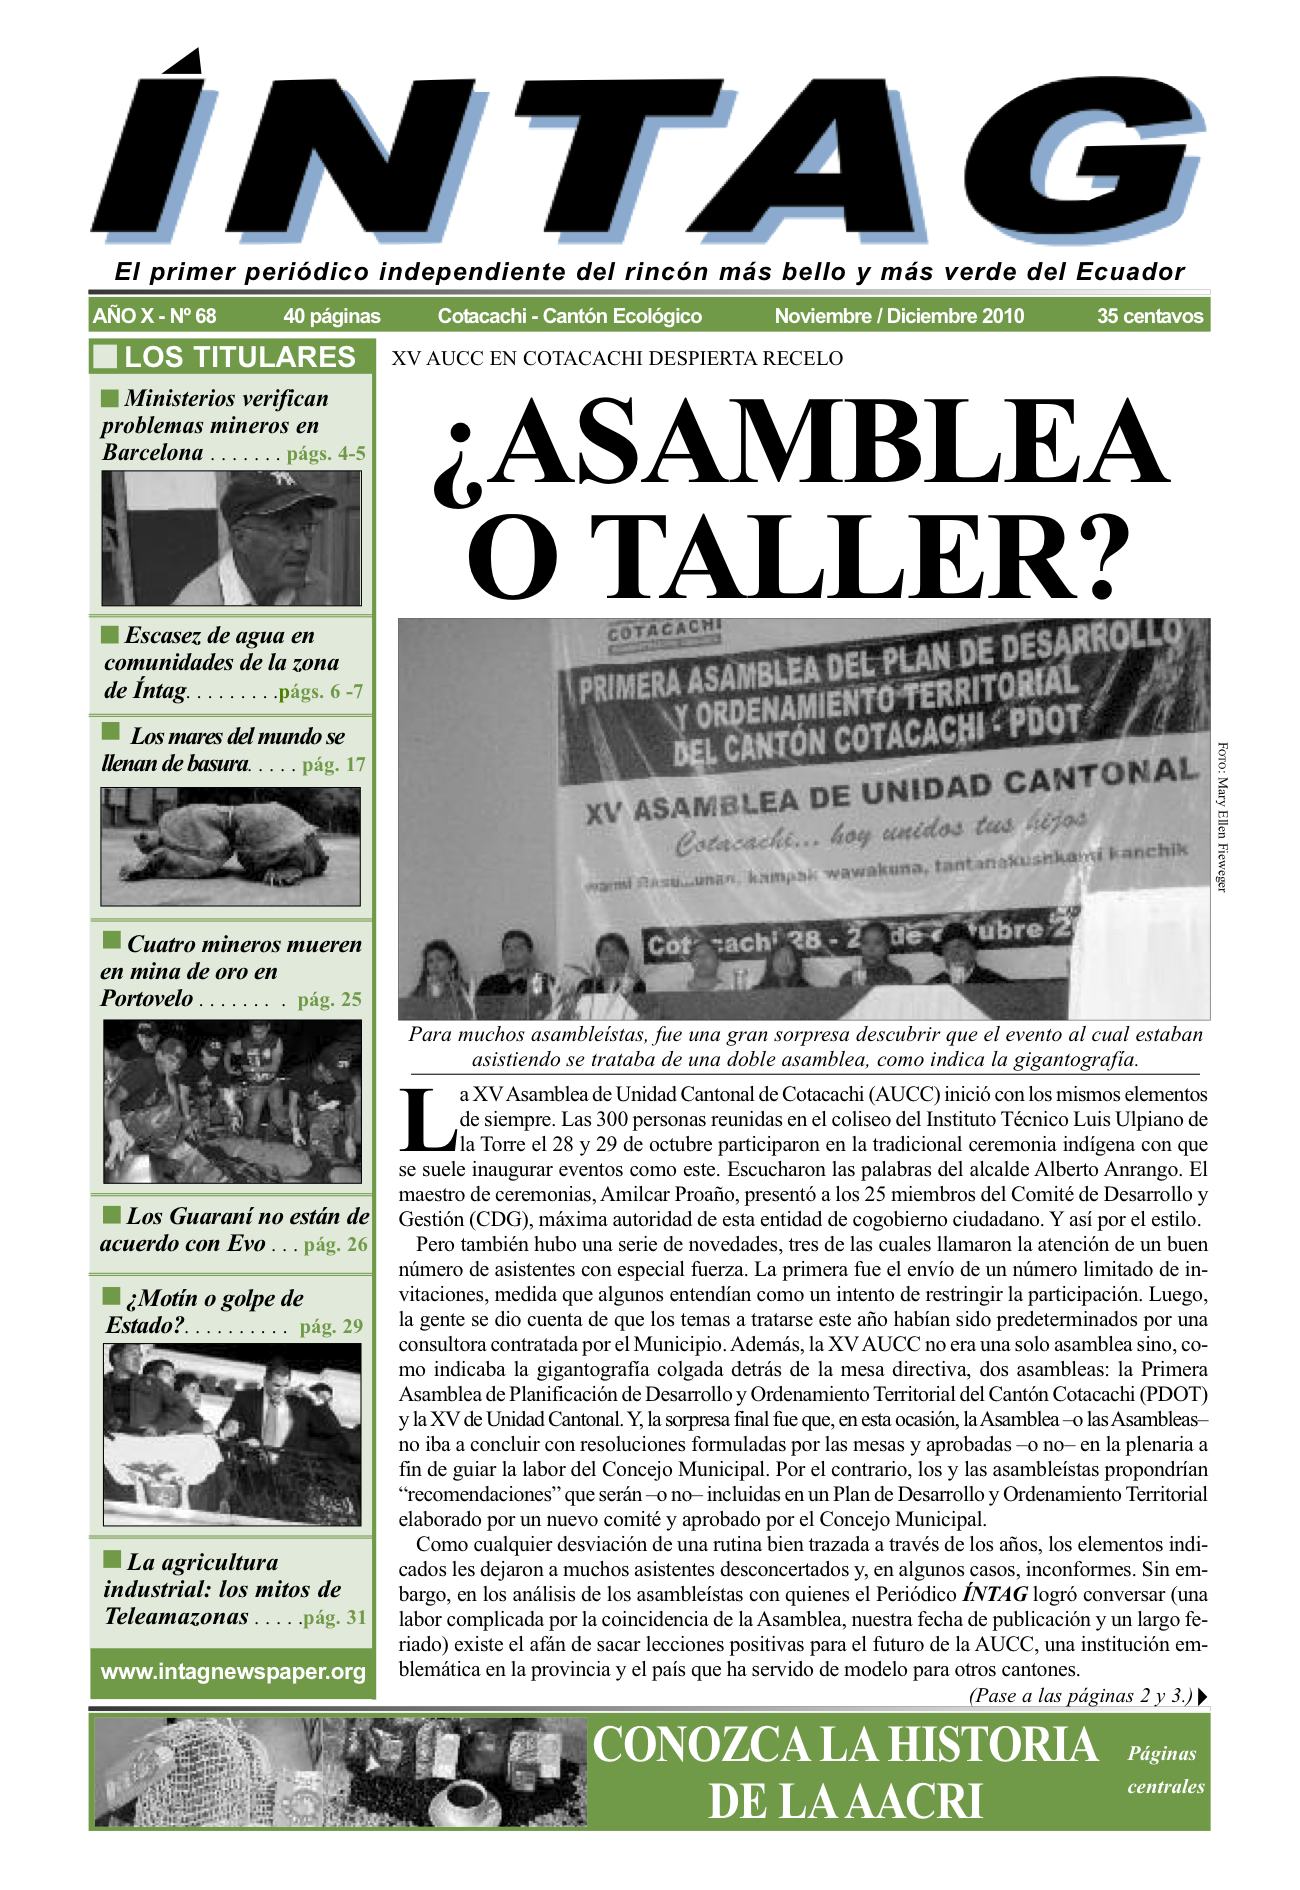 ÍNTAG
El primer periódico independiente del rincón más bello y más verde del Ecuador
AÑO X - Nº 68 40 páginas Cotacachi - Cantón Ecológico Noviembre / Diciembre 2010 35 centavos
LOS TITULARES
Ministerios verifican
problemas mineros en
Barcelona . . . . . . . págs. 4-5
Escasez de agua en
comunidades de la zona
de Íntag. . . . . . . . .págs. 6 -7
Los mares del mundo se
llenan de basura. . . . . pág. 17
Cuatro mineros mueren
en mina de oro en
Portovelo . . . . . . . . pág. 25
Los Guaraní no están de
acuerdo con Evo . . . pág. 26
¿Motín o golpe de
Estado?. . . . . . . . . . pág. 29
La agricultura
industrial: los mitos de
Teleamazonas . . . . .pág. 31
www.intagnewspaper.org
XV AUCC EN COTACACHI DESPIERTA RECELO
¿ASAMBLEA
O TALLER?
COTACACHI
PRIMERA ASAMBLEA DEL PLAN DE DESARROLLO
Y ORDENAMIENTO TERRITORIAL
DEL CANTÓN COTACACHI - PDOT
XV ASAMBLEA DE UNIDAD CANTONAL
Cotacachi... hoy unidos tus hijos
kampak wawakuna, tantanakushkami kanchik
Foto: Mary Ellen Fieweger
Para muchos asambleístas, fue una gran sorpresa descubrir que el evento al cual estaban
asistiendo se trataba de una doble asamblea, como indica la gigantografía.
La XV Asamblea de Unidad Cantonal de Cotacachi (AUCC) inició con los mismos elementos
de siempre. Las 300 personas reunidas en el coliseo del Instituto Técnico Luis Ulpiano de
la Torre el 28 y 29 de octubre participaron en la tradicional ceremonia indígena con que
se suele inaugurar eventos como este. Escucharon las palabras del alcalde Alberto Anrango. El
maestro de ceremonias, Amilcar Proaño, presentó a los 25 miembros del Comité de Desarrollo y
Gestión (CDG), máxima autoridad de esta entidad de cogobierno ciudadano. Y así por el estilo.
Pero también hubo una serie de novedades, tres de las cuales llamaron la atención de un buen
número de asistentes con especial fuerza. La primera fue el envío de un número limitado de in-
vitaciones, medida que algunos entendían como un intento de restringir la participación. Luego,
la gente se dio cuenta de que los temas a tratarse este año habían sido predeterminados por una
consultora contratada por el Municipio. Además, la XV AUCC no era una solo asamblea sino, co-
mo indicaba la gigantografía colgada detrás de la mesa directiva, dos asambleas: la Primera
Asamblea de Planificación de Desarrollo y Ordenamiento Territorial del Cantón Cotacachi (PDOT)
y la XV de Unidad Cantonal. Y, la sorpresa final fue que, en esta ocasión, la Asamblea –o las Asambleas–
no iba a concluir con resoluciones formuladas por las mesas y aprobadas –o no– en la plenaria a
fin de guiar la labor del Concejo Municipal. Por el contrario, los y las asambleístas propondrían
“recomendaciones” que serán –o no– incluidas en un Plan de Desarrollo y Ordenamiento Territorial
elaborado por un nuevo comité y aprobado por el Concejo Municipal.
Como cualquier desviación de una rutina bien trazada a través de los años, los elementos indi-
cados les dejaron a muchos asistentes desconcertados y, en algunos casos, inconformes. Sin em-
bargo, en los análisis de los asambleístas con quienes el Periódico ÍNTAG logró conversar (una
labor complicada por la coincidencia de la Asamblea, nuestra fecha de publicación y un largo fe-
riado) existe el afán de sacar lecciones positivas para el futuro de la AUCC, una institución em-
blemática en la provincia y el país que ha servido de modelo para otros cantones.
(Pase a las páginas 2 y 3.)
CONOZCA LA HISTORIA
DE LA AACRI
Páginas
centrales